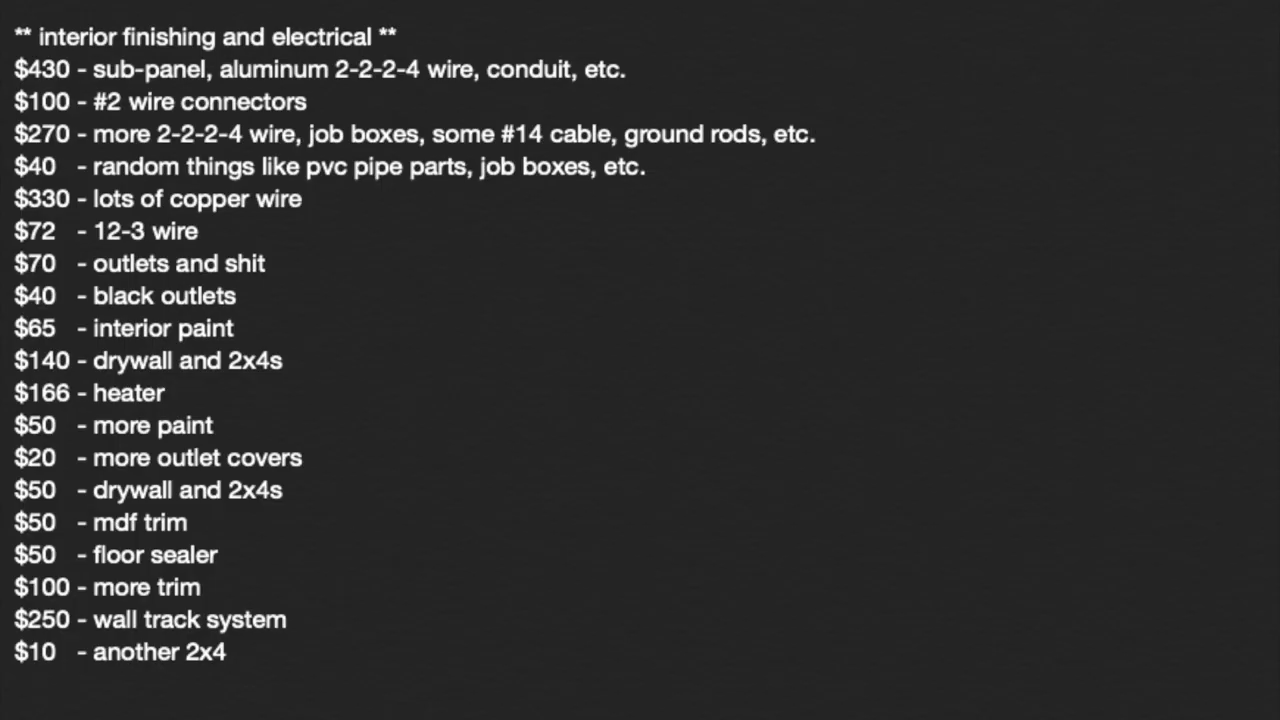 ** interior finishing and electrical **
$430 - sub-panel, aluminum 2-2-2-4 wire, conduit, etc.
$100 - #2 wire connectors
$270 - more 2-2-2-4 wire, job boxes, some #14 cable, ground rods, etc.
$40 - random things like pvc pipe parts, job boxes, etc.
$330 - lots of copper wire
$72 - 12-3 wire
$70 - outlets and shit
$40 - black outlets
$65 - interior paint
$140 - drywall and 2x4s
$166 - heater
$50 - more paint
$20 - more outlet covers
$50 - drywall and 2x4s
$50 - mdf trim
$50 - floor sealer
$100 - more trim
$250 - wall track system
$10 - another 2x4